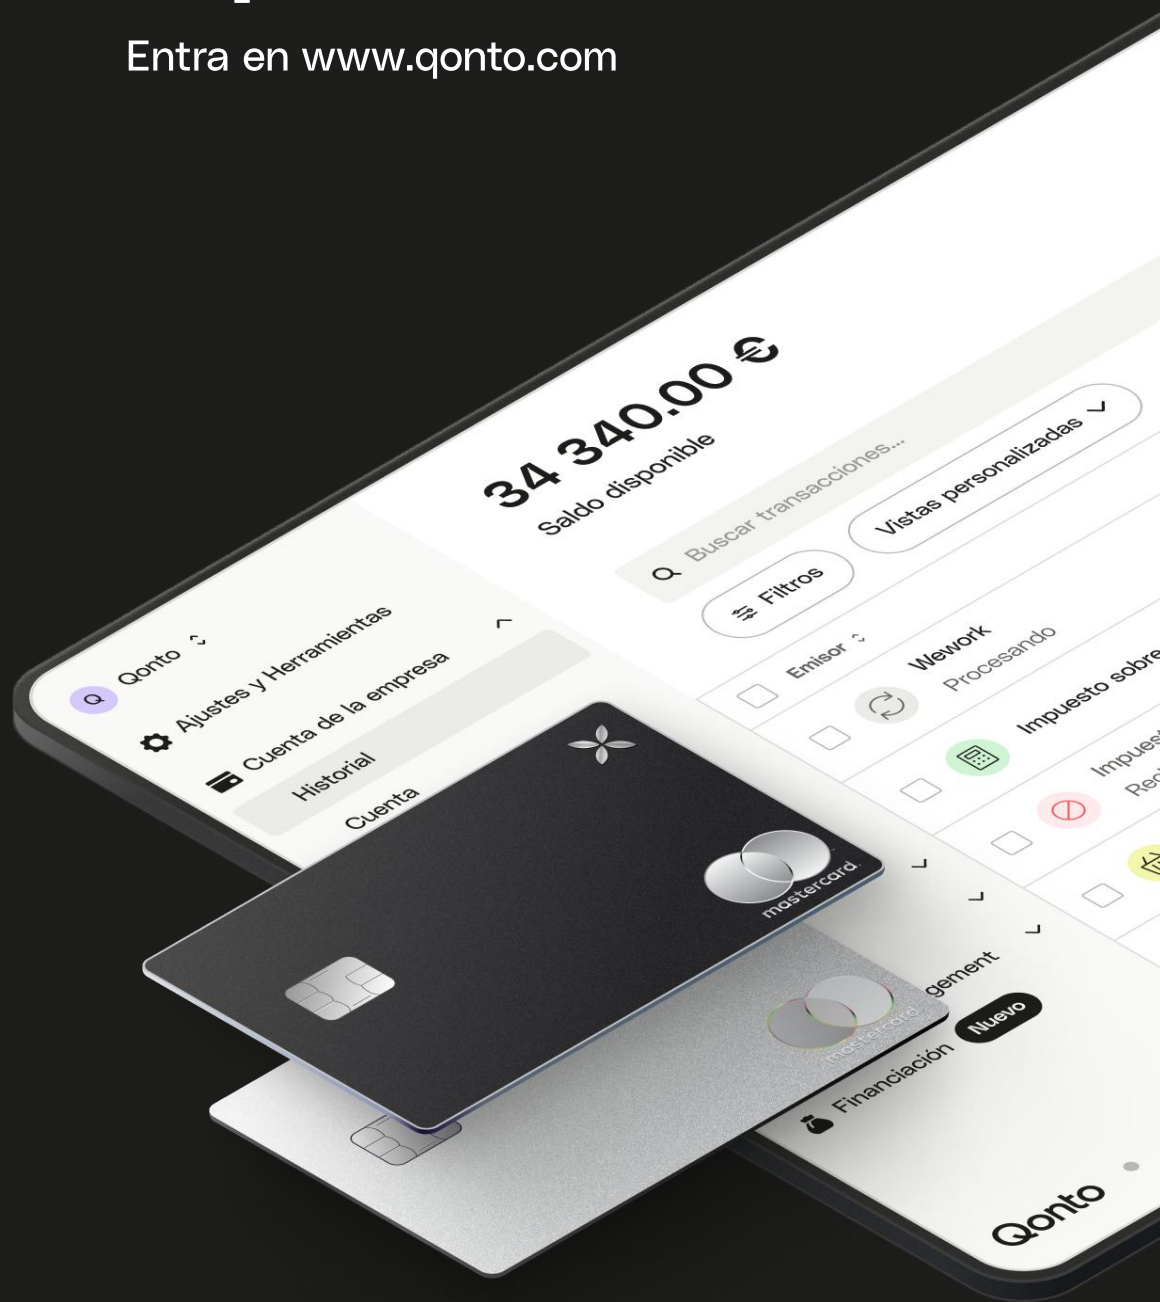 Entra en www.qonto.com
34 340.00 €
Saldo disponible
Buscar transacciones...
Filtros
Vistas personalizadas
Emisor
Wework
Procesando
Impuesto sobre
Q Qonto
Ajustes y Herramientas
Cuenta de la empresa
Historial
Cuenta
mastercard
mastercard
gement
Financiación Nuevo
Qonto